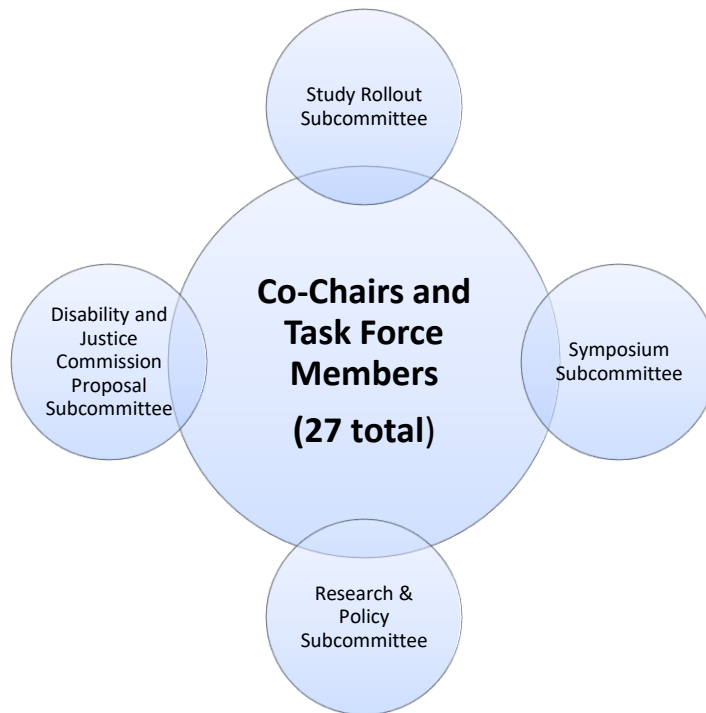 Study Rollout
Subcommittee
Co-Chairs and
Task Force
Members
(27 total)
Disability and
Justice
Commission
Proposal
Subcommittee
Symposium
Subcommittee
Research &
Policy
Subcommittee